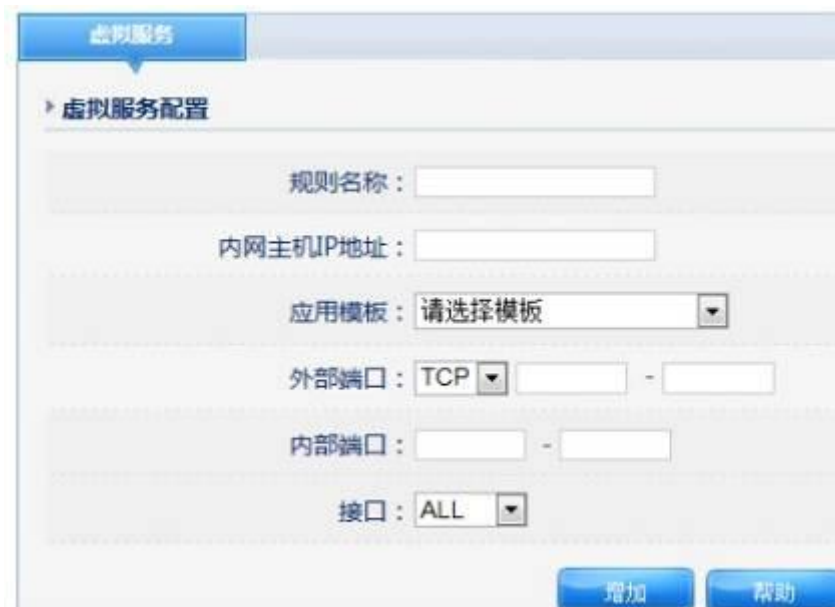 虚拟服务
虚拟服务配置
规则名称：
内网主机IP地址：
应用模板： 请选择模板
外部端口： TCP -
内部端口： -
接口： ALL
增加 帮助